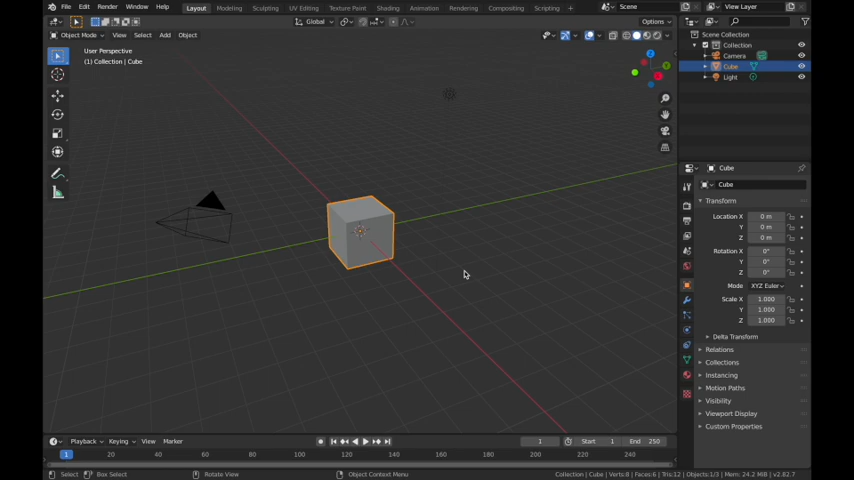 File Edit Render Window Help Layout Modeling Sculpting UV Editing Texture Paint Shading Animation Rendering Compositing Scripting + Scene View Layer
Global Options
Object Mode View Select Add Object
User Perspective
(1) Collection | Cube
Scene Collection
Collection
Camera
Cube
Light
Cube
Cube
Transform
Location X 0 m
Y 0 m
Z 0 m
Rotation X 0°
Y 0°
Z 0°
Mode XYZ Euler
Scale X 1.000
Y 1.000
Z 1.000
Delta Transform
Relations
Collections
Instancing
Motion Paths
Visibility
Viewport Display
Custom Properties
Playback Keying View Marker 1 Start 1 End 250
1 20 40 60 80 100 120 140 160 180 200 220 240
Select Box Select Rotate View Object Context Menu Collection | Cube | Verts:8 | Faces:6 | Tris:12 | Objects:1/3 | Mem: 24.2 MiB | v2.82.7